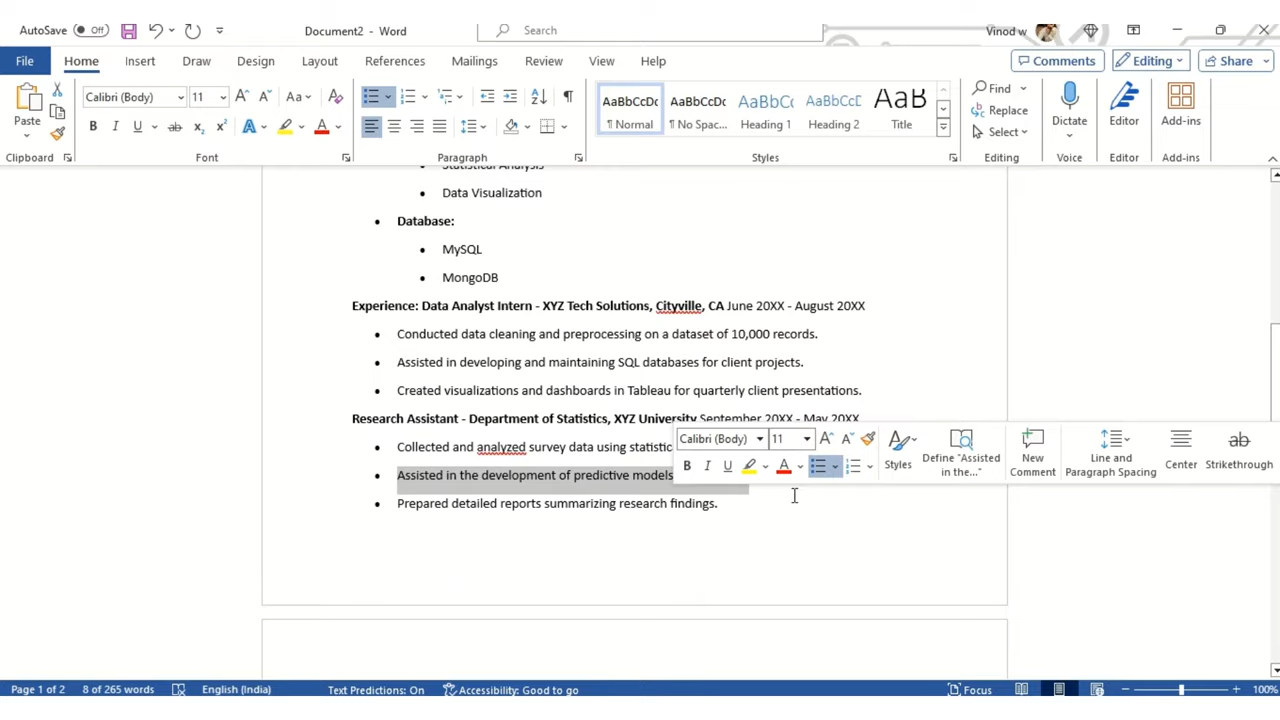 AutoSave Off Document2 - Word Search Vinod w
File Home Insert Draw Design Layout References Mailings Review View Help Comments Editing Share
Calibri (Body) 11 Aa
Paste B I U ab x₂ x² A A
AaBbCcDc AaBbCcDc AaBbCc AaBbCcD AaB
¶ Normal ¶ No Spac... Heading 1 Heading 2 Title
Find
Replace
Select
Dictate Editor Add-ins
Clipboard Font Paragraph Styles Editing Voice Editor Add-ins
Statistical Analysis
• Data Visualization
• Database:
• MySQL
• MongoDB
Experience: Data Analyst Intern - XYZ Tech Solutions, Cityville, CA June 20XX - August 20XX
• Conducted data cleaning and preprocessing on a dataset of 10,000 records.
• Assisted in developing and maintaining SQL databases for client projects.
• Created visualizations and dashboards in Tableau for quarterly client presentations.
Research Assistant - Department of Statistics, XYZ University September 20XX - May 20XX
• Collected and analyzed survey data using statistic
• Assisted in the development of predictive models
• Prepared detailed reports summarizing research findings.
Calibri (Body) 11
B I U A
Styles
Define "Assisted in the..."
New Comment
Line and Paragraph Spacing
Center
ab Strikethrough
Page 1 of 2 8 of 265 words English (India) Text Predictions: On Accessibility: Good to go Focus 100%